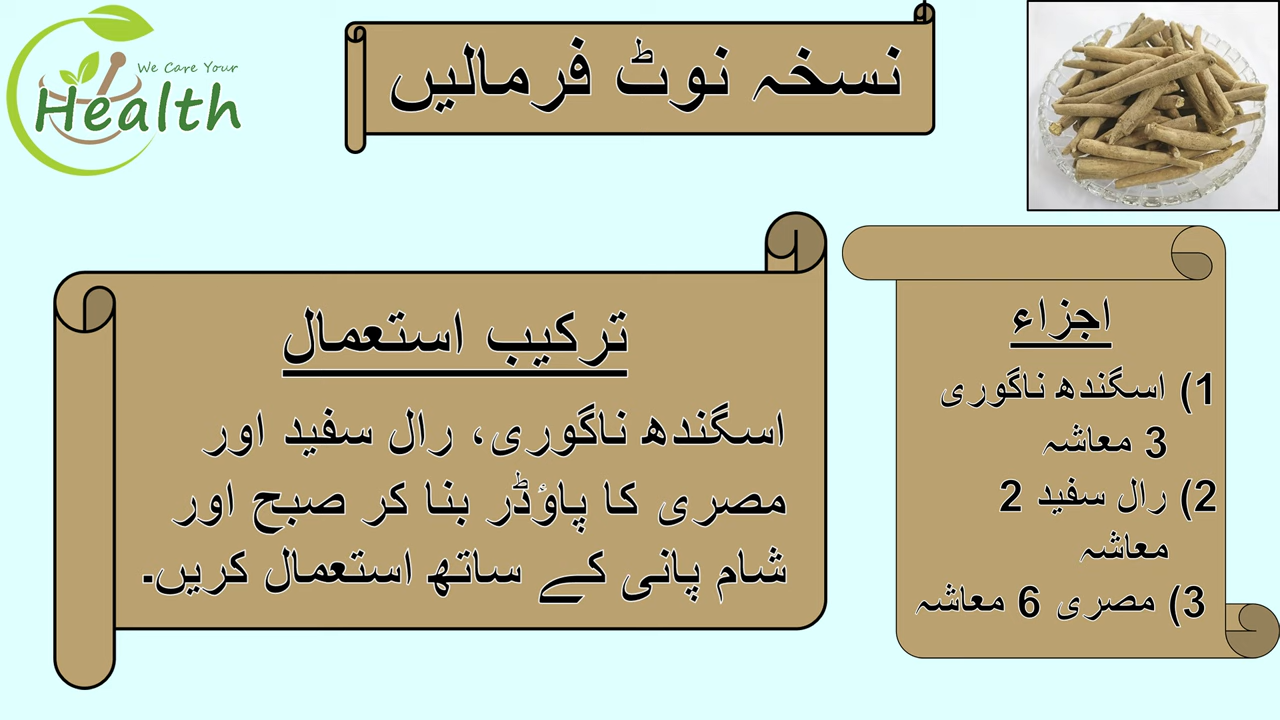 We Care Your
Health
نسخہ نوٹ فرمالیں
اجزاء
1) اسگندھ ناگوری
3 معاشہ
2) رال سفید 2
معاشہ
3) مصری 6 معاشہ
ترکیب استعمال
اسگندھ ناگوری، رال سفید اور
مصری کا پاؤڈر بنا کر صبح اور
شام پانی کے ساتھ استعمال کریں۔